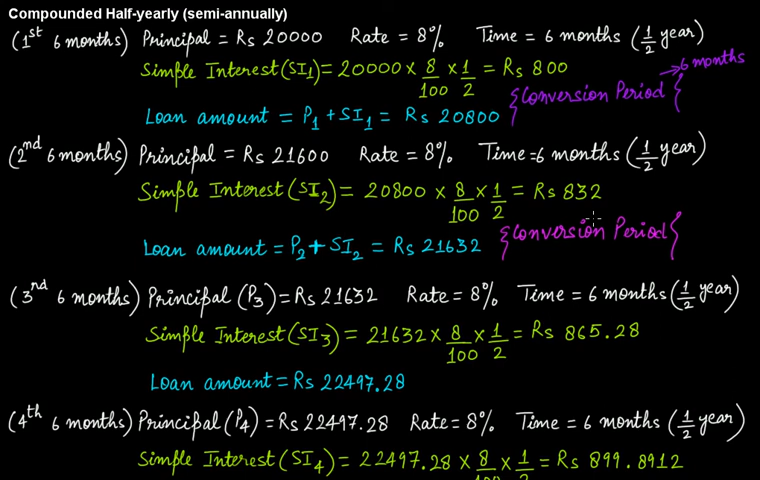 Compounded Half-yearly (semi-annually)
(1st 6 months) Principal = Rs 20000 Rate = 8% Time = 6 months (1/2 year)
Simple Interest (SI1) = 20000 × 8/100 × 1/2 = Rs 800
→ 6 months
Loan amount = P1 + SI1 = Rs 20800 {Conversion Period {
(2nd 6 months) Principal = Rs 21600 Rate = 8% Time = 6 months (1/2 year)
Simple Interest (SI2) = 20800 × 8/100 × 1/2 = Rs 832
Loan amount = P2 + SI2 = Rs 21632 {Conversion Period {
(3nd 6 months) Principal (P3) = Rs 21632 Rate = 8% Time = 6 months (1/2 year)
Simple Interest (SI3) = 21632 × 8/100 × 1/2 = Rs 865.28
Loan amount = Rs 22497.28
(4th 6 months) Principal (P4) = Rs 22497.28 Rate = 8% Time = 6 months (1/2 year)
Simple Interest (SI4) = 22497.28 × 8/100 × 1/2 = Rs 899.8912